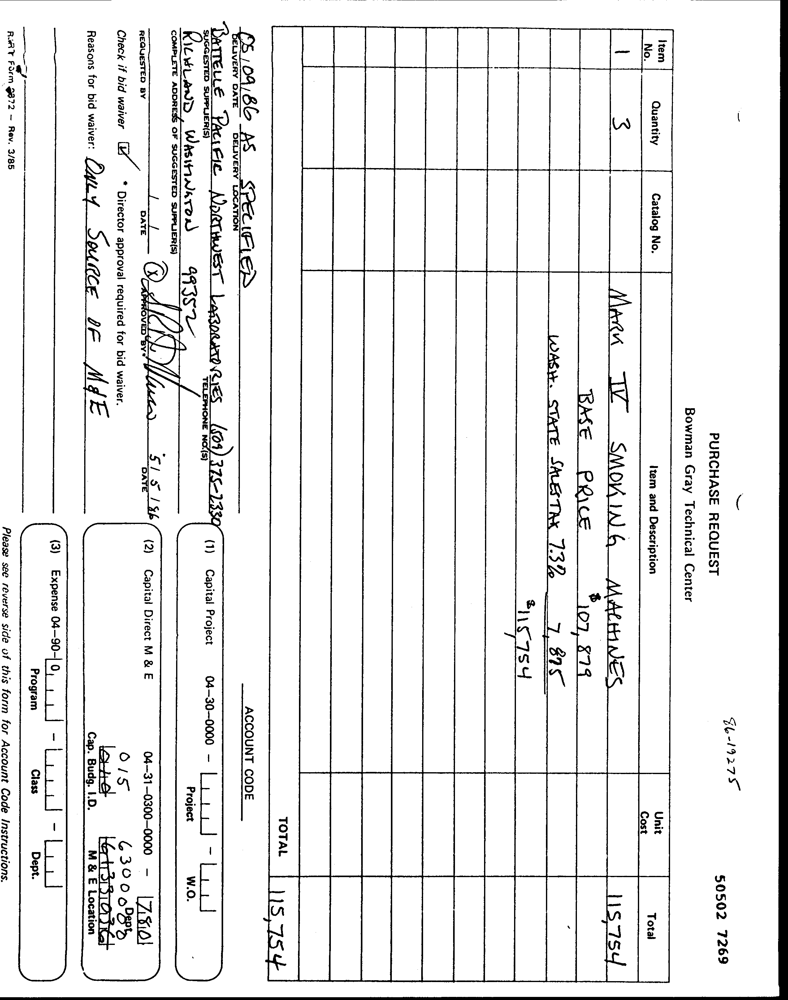 86-19275
50502 7269
PURCHASE REQUEST
Bowman Gray Technical Center
Item No. Quantity Catalog No. Item and Description Unit Cost Total
1 3 MARK IV SMOKING MACHINES 115,754
BASE PRICE $107,879
WASH. STATE SALES TAX 7.3% 7,875
$115,754
TOTAL 115,754
05,09,86 AS SPECIFIED
DELIVERY DATE DELIVERY LOCATION
BATTELLE PACIFIC NORTHWEST LABORATORIES (509) 375-2330
SUGGESTED SUPPLIER(S) TELEPHONE NO.(S)
RICHLAND, WASHINGTON 99352
COMPLETE ADDRESS OF SUGGESTED SUPPLIER(S)
/ / 5/5/86
REQUESTED BY DATE APPROVED BY* DATE
Check if bid waiver ☑ * Director approval required for bid waiver.
Reasons for bid waiver: ONLY SOURCE OF M&E
RJRT Form 2872 — Rev. 3/85
ACCOUNT CODE
(1) Capital Project 04-30-0000 - -
Project W.O.
(2) Capital Direct M & E 04-31-0300-0000 - 780
Dept.
015 6300088
Cap. Budg. I.D. M & E Location
(3) Expense 04-90-0 - -
Program Class Dept.
Please see reverse side of this form for Account Code Instructions.